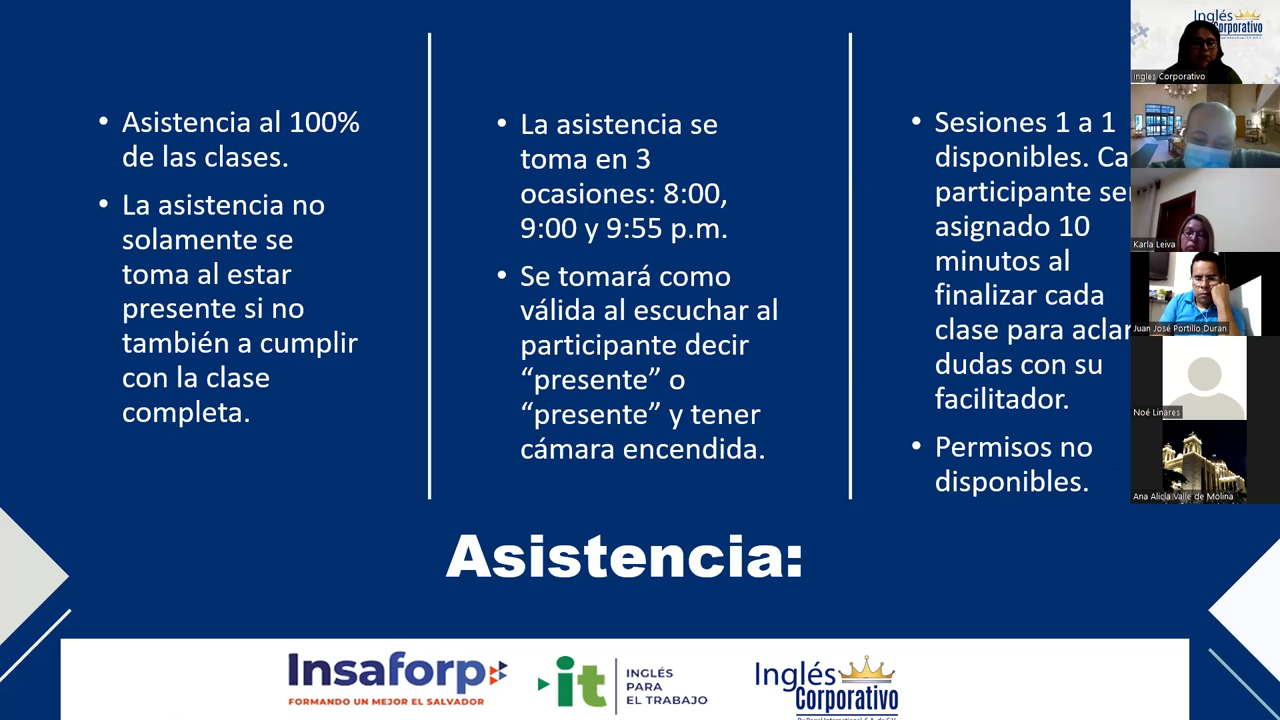 • Asistencia al 100%
de las clases.
• La asistencia no
solamente se
toma al estar
presente si no
también a cumplir
con la clase
completa.
• La asistencia se
toma en 3
ocasiones: 8:00,
9:00 y 9:55 p.m.
• Se tomará como
válida al escuchar al
participante decir
“presente” o
“presente” y tener
cámara encendida.
• Sesiones 1 a 1
disponibles. Ca
participante se
asignado 10
minutos al
finalizar cada
clase para aclar
dudas con su
facilitador.
• Permisos no
disponibles.
Asistencia:
Insaforp
FORMANDO UN MEJOR EL SALVADOR
it
INGLÉS
PARA
EL TRABAJO
Inglés
Corporativo
Inglés
Corporativo
Ingles Corporativo
Karla Leiva
Juan José Portillo Duran
Noé Linares
Ana Alicia Valle de Molina